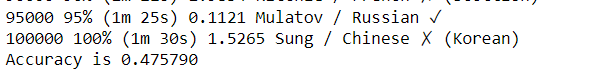 95000 95% (1m 25s) 0.1121 Mulatov / Russian ✓
100000 100% (1m 30s) 1.5265 Sung / Chinese ✗ (Korean)
Accuracy is 0.475790